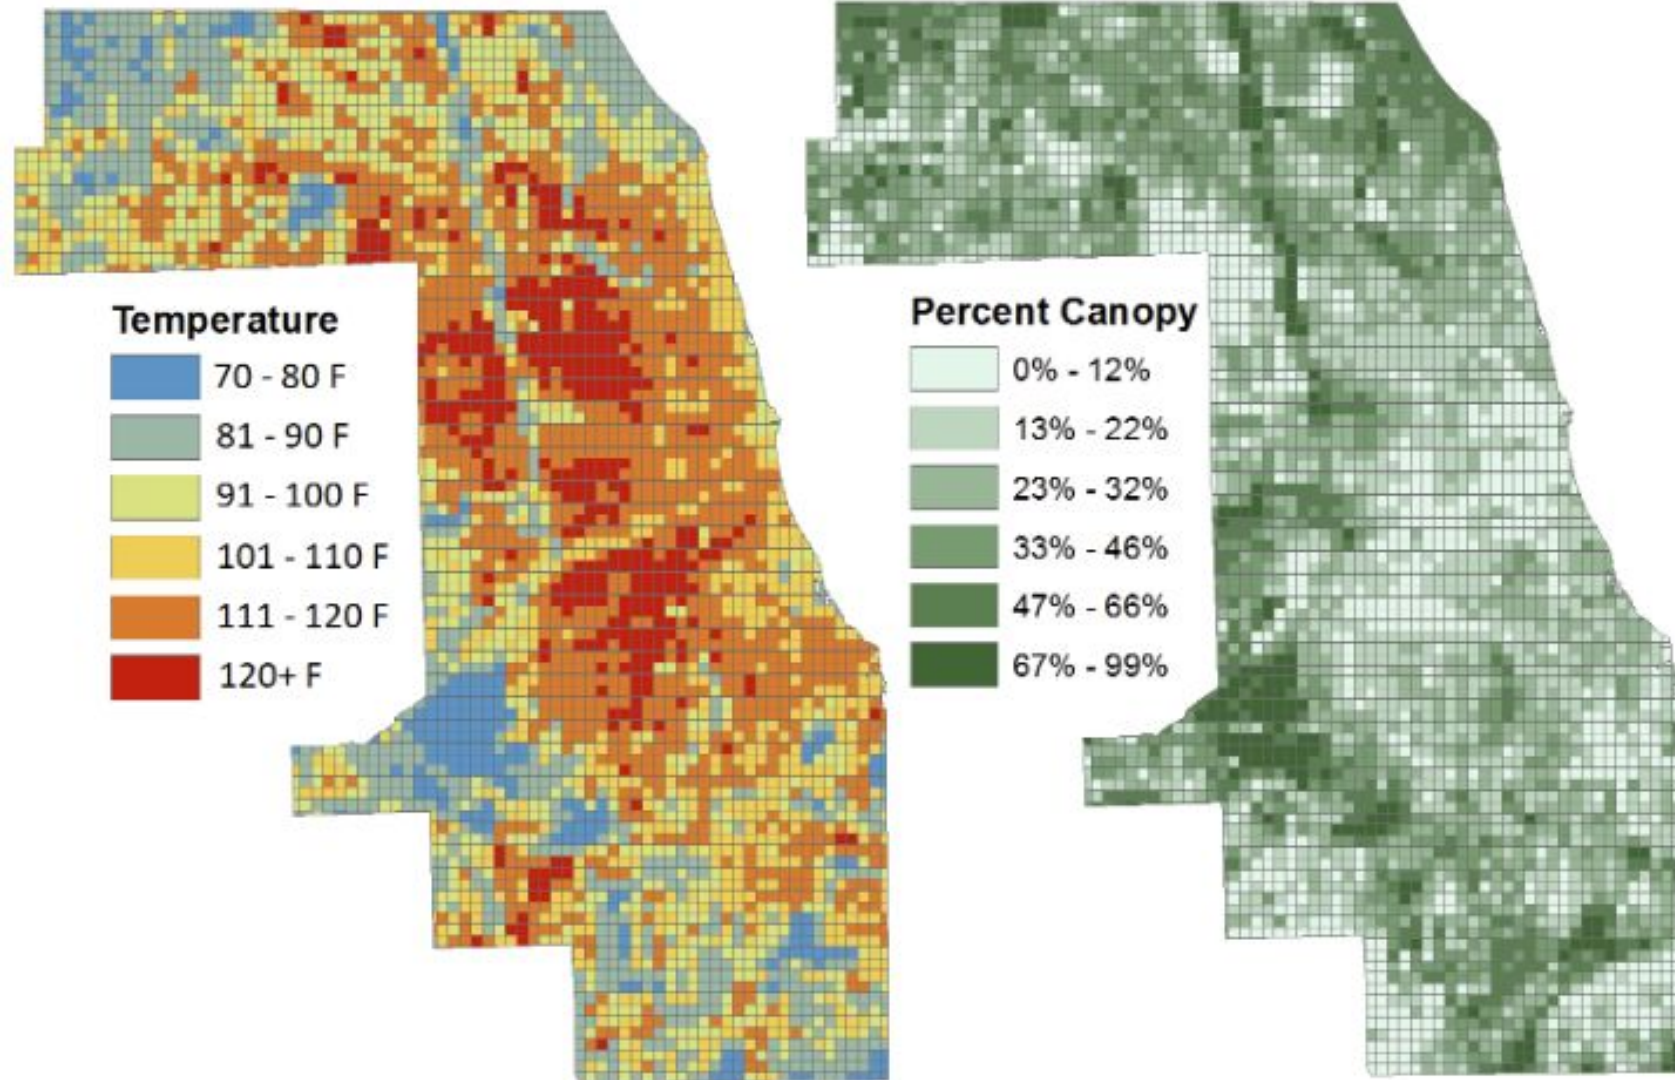 Temperature
70 - 80 F
81 - 90 F
91 - 100 F
101 - 110 F
111 - 120 F
120+ F
Percent Canopy
0% - 12%
13% - 22%
23% - 32%
33% - 46%
47% - 66%
67% - 99%